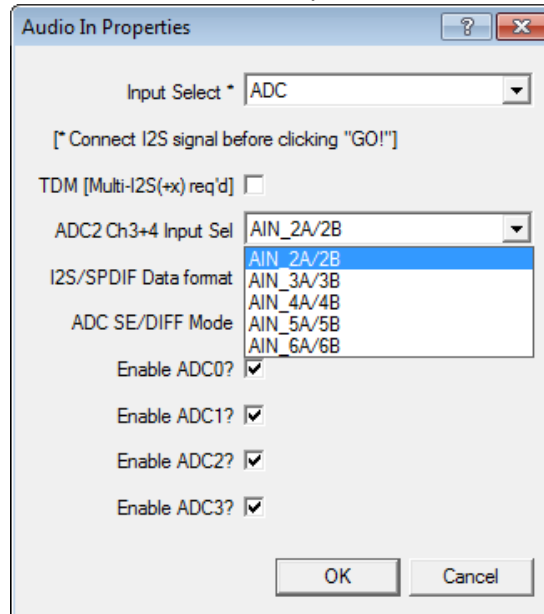 Audio In Properties
Input Select * ADC
[* Connect I2S signal before clicking "GO!"]
TDM [Multi-I2S(+x) req'd]
ADC2 Ch3+4 Input Sel AIN_2A/2B
AIN_2A/2B
I2S/SPDIF Data format AIN_3A/3B
AIN_4A/4B
ADC SE/DIFF Mode AIN_5A/5B
AIN_6A/6B
Enable ADC0?
Enable ADC1?
Enable ADC2?
Enable ADC3?
OK Cancel